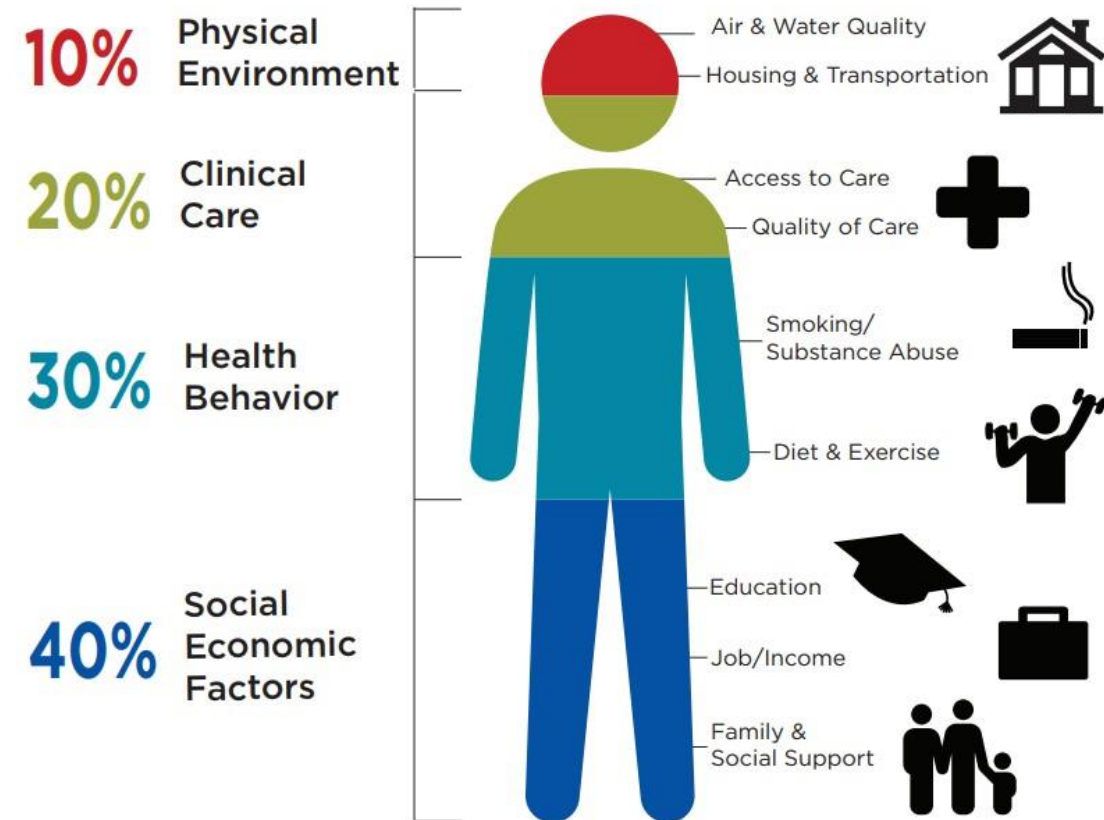 10%
Physical
Environment
Air & Water Quality
Housing & Transportation
20%
Clinical
Care
Access to Care
Quality of Care
30%
Health
Behavior
Smoking/
Substance Abuse
Diet & Exercise
40%
Social
Economic
Factors
Education
Job/Income
Family &
Social Support